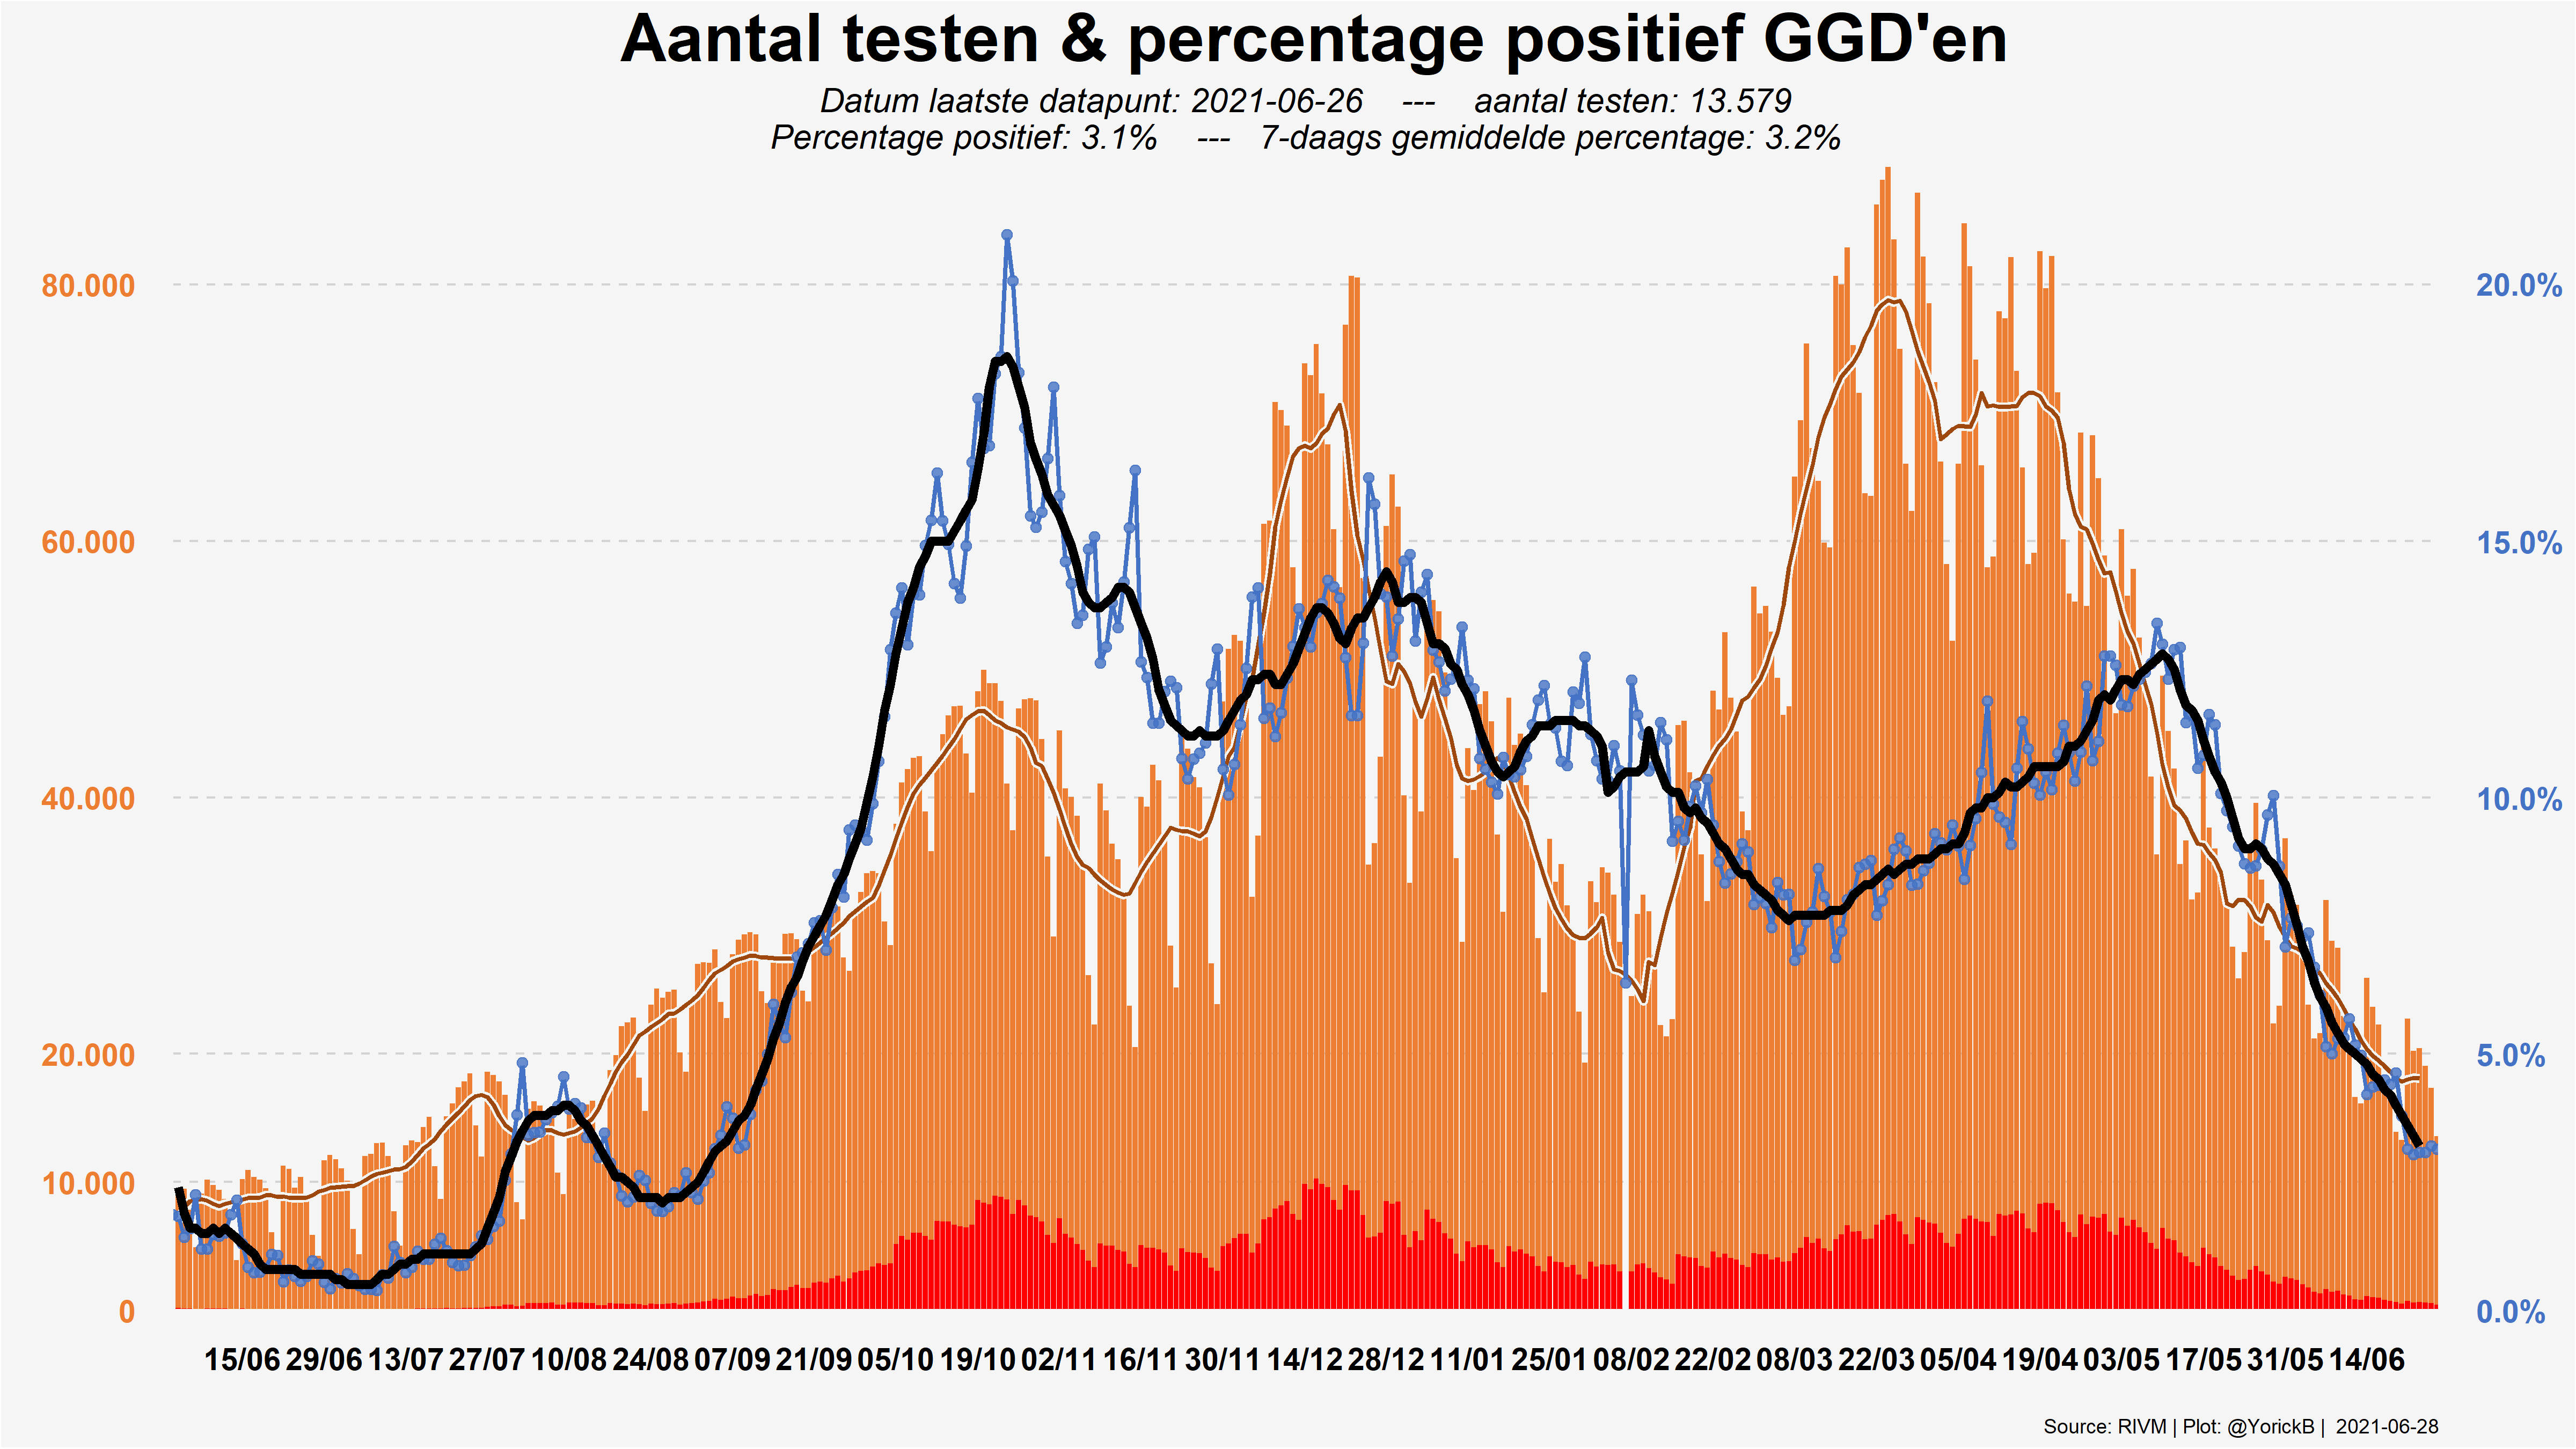 Aantal testen & percentage positief GGD'en
Datum laatste datapunt: 2021-06-26 --- aantal testen: 13.579
Percentage positief: 3.1% --- 7-daags gemiddelde percentage: 3.2%
80.000
60.000
40.000
20.000
10.000
0
20.0%
15.0%
10.0%
5.0%
0.0%
15/06 29/06 13/07 27/07 10/08 24/08 07/09 21/09 05/10 19/10 02/11 16/11 30/11 14/12 28/12 11/01 25/01 08/02 22/02 08/03 22/03 05/04 19/04 03/05 17/05 31/05 14/06
Source: RIVM | Plot: @YorickB | 2021-06-28